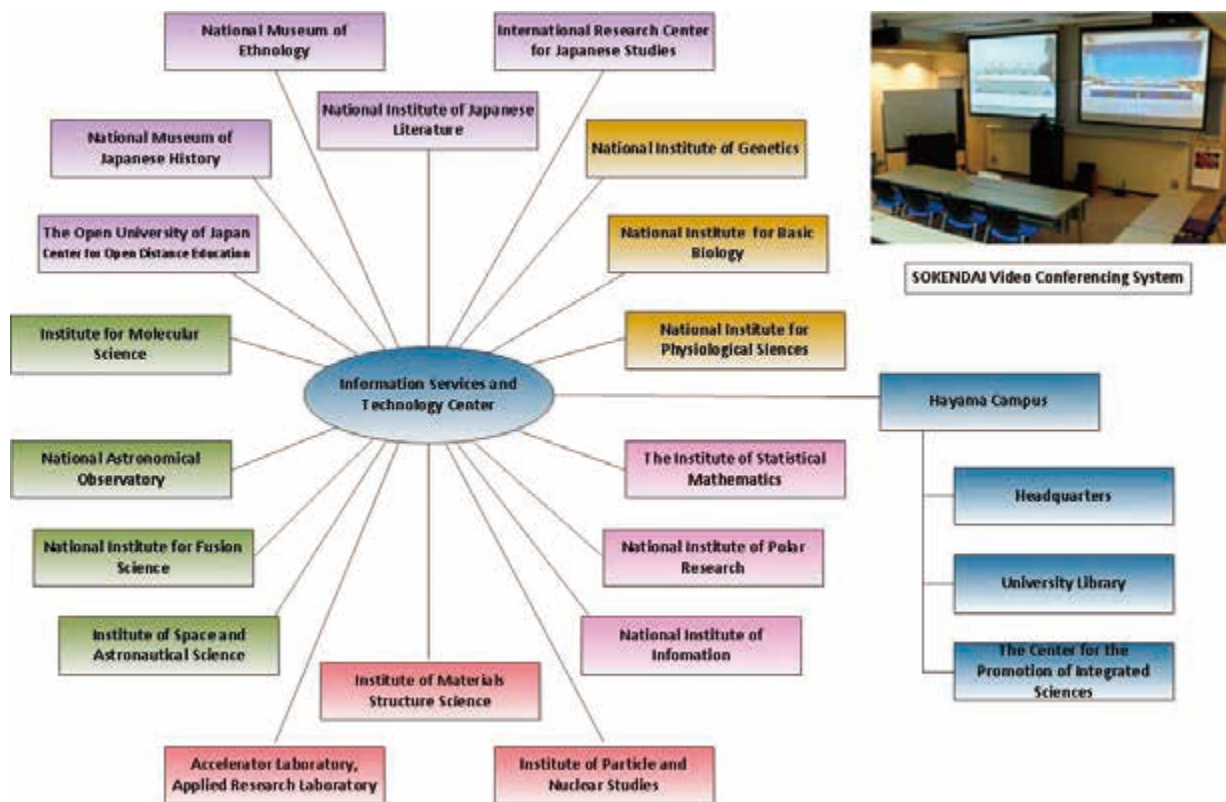 National Museum of
Ethnology
International Research Center
for Japanese Studies
National Institute of Japanese
Literature
National Museum of
Japanese History
National Institute of Genetics
The Open University of Japan
Center for Open Distance Education
National Institute for Basic
Biology
SOKENDAI Video Conferencing System
Institute for Molecular
Science
National Institute for
Physiological Siences
Information Services and
Technology Center
Hayama Campus
National Astronomical
Observatory
The Institute of Statistical
Mathematics
Headquarters
National Institute for Fusion
Science
National Institute of Polar
Research
University Library
Institute of Space and
Astronautical Science
National Institute of
Infomation
The Center for the
Promotion of Integrated
Sciences
Institute of Materials
Structure Science
Accelerator Laboratory,
Applied Research Laboratory
Institute of Particle and
Nuclear Studies